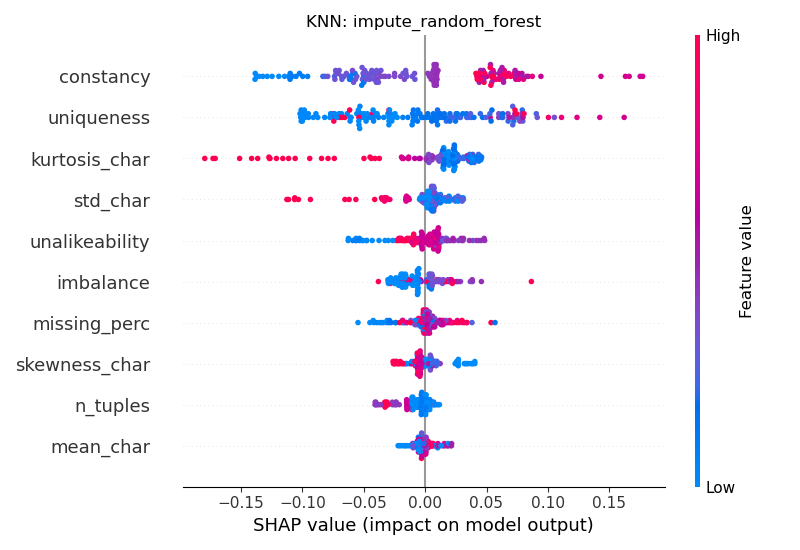 KNN: impute_random_forest
High
constancy
uniqueness
kurtosis_char
std_char
unalikeability
imbalance
missing_perc
skewness_char
n_tuples
mean_char
Feature value
Low
−0.15 −0.10 −0.05 0.00 0.05 0.10 0.15
SHAP value (impact on model output)